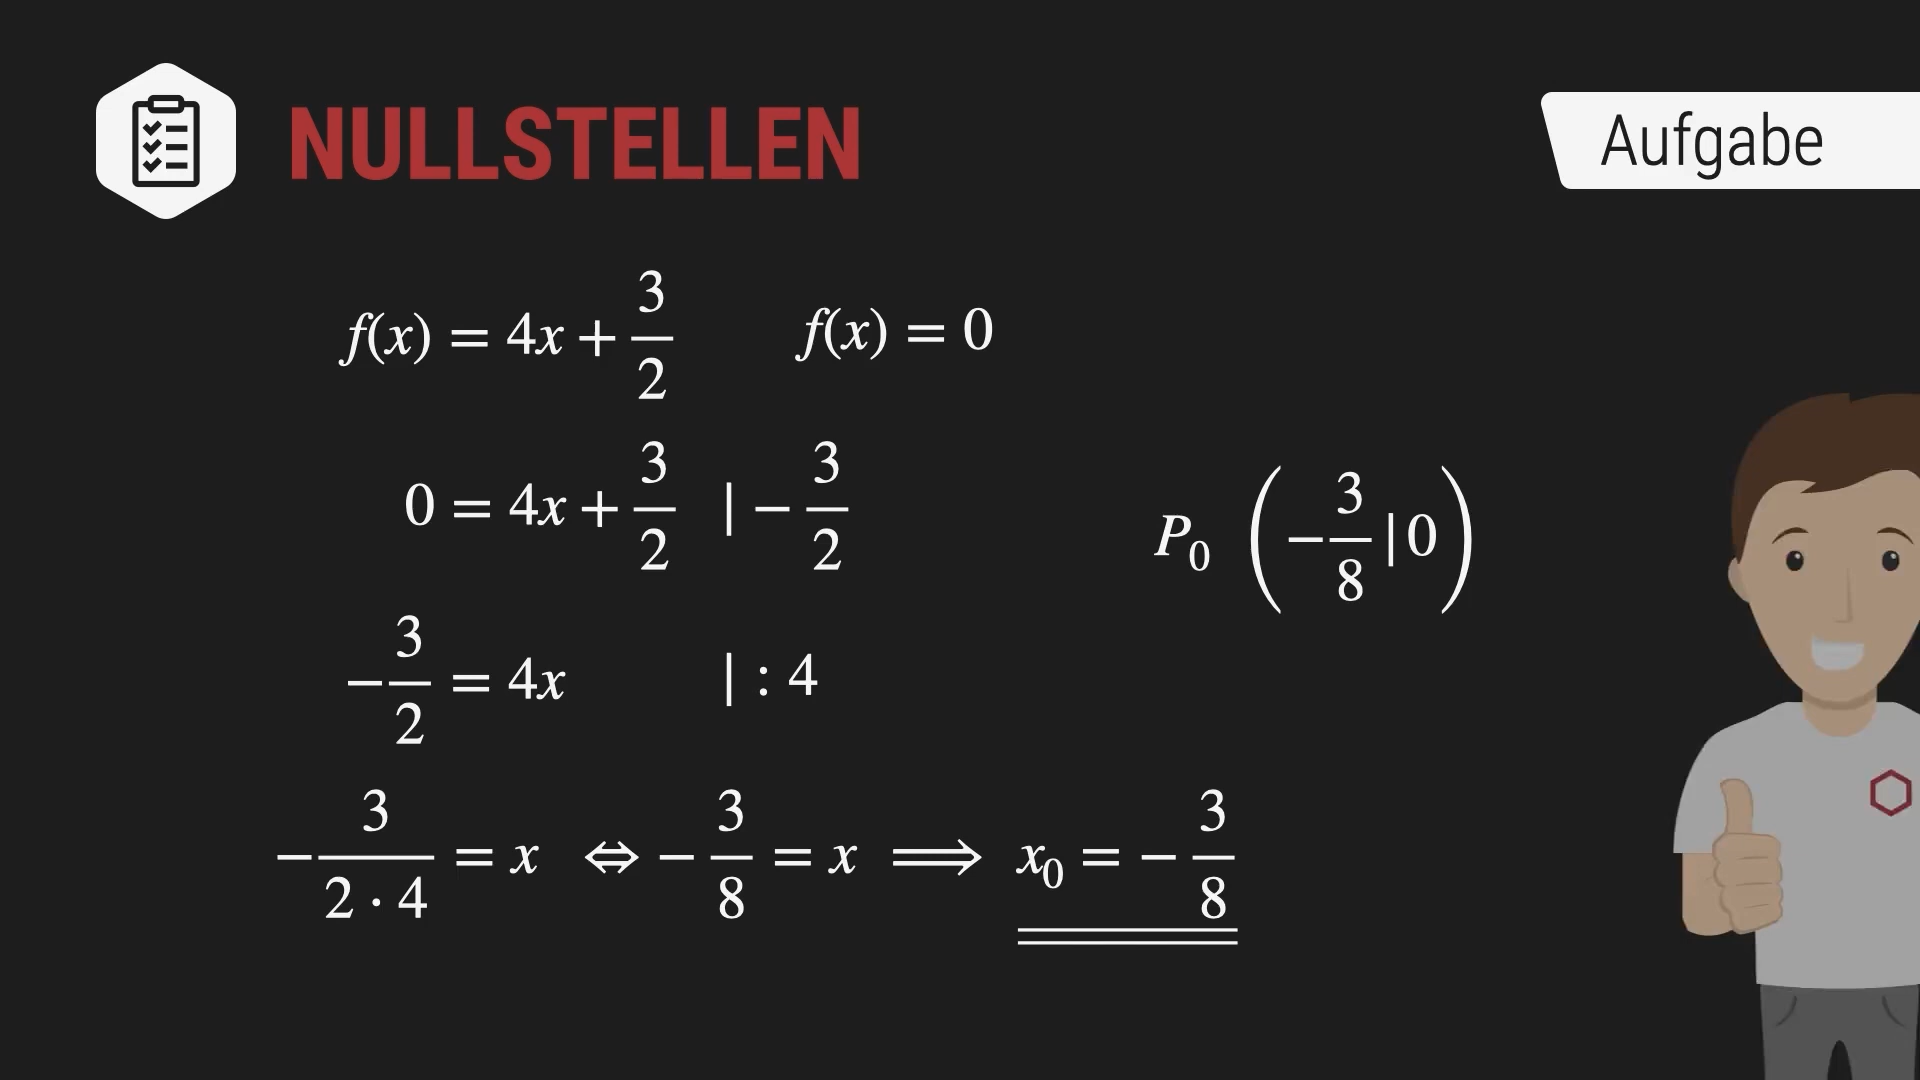 NULLSTELLEN
Aufgabe
f(x) = 4x + 3/2    f(x) = 0
0 = 4x + 3/2  | − 3/2
P₀ (−3/8 | 0)
−3/2 = 4x  | : 4
−3/(2 · 4) = x ⇔ −3/8 = x ⟹ x₀ = −3/8